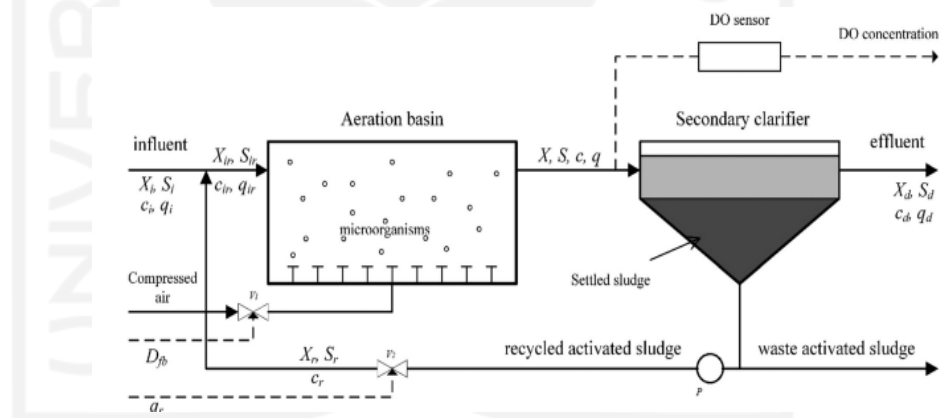 UNIVER
DO sensor
DO concentration
Aeration basin
Secondary clarifier
influent
X_ir, S_ir
X, S, c, q
effluent
X_i, S_i
c_i, q_i
c_ir, q_ir
X_d, S_d
c_d, q_d
microorganisms
Settled sludge
Compressed
air
V_1
D_fb
X_r, S_r
c_r
V_2
recycled activated sludge
P
waste activated sludge
q_r